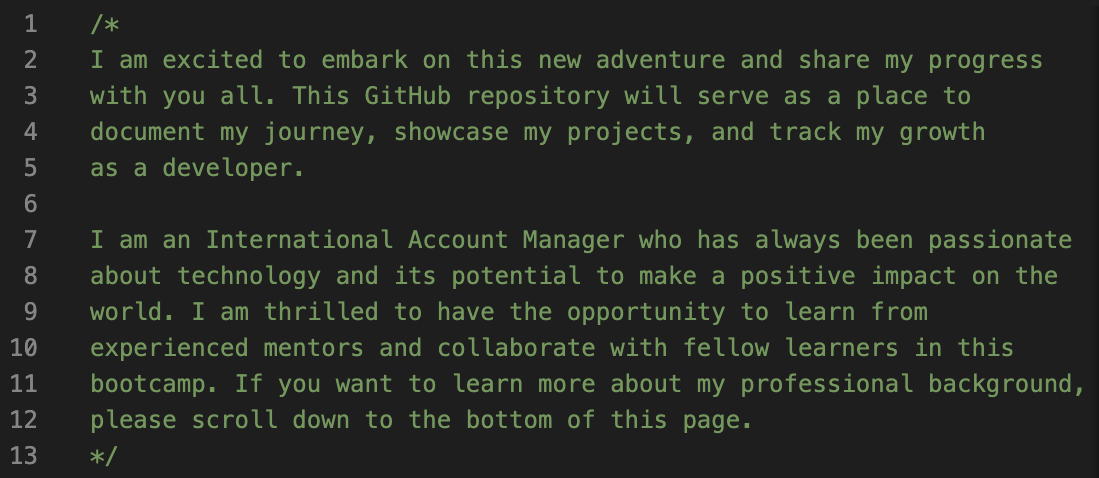 1 /*
2 I am excited to embark on this new adventure and share my progress
3 with you all. This GitHub repository will serve as a place to
4 document my journey, showcase my projects, and track my growth
5 as a developer.
6
7 I am an International Account Manager who has always been passionate
8 about technology and its potential to make a positive impact on the
9 world. I am thrilled to have the opportunity to learn from
10 experienced mentors and collaborate with fellow learners in this
11 bootcamp. If you want to learn more about my professional background,
12 please scroll down to the bottom of this page.
13 */